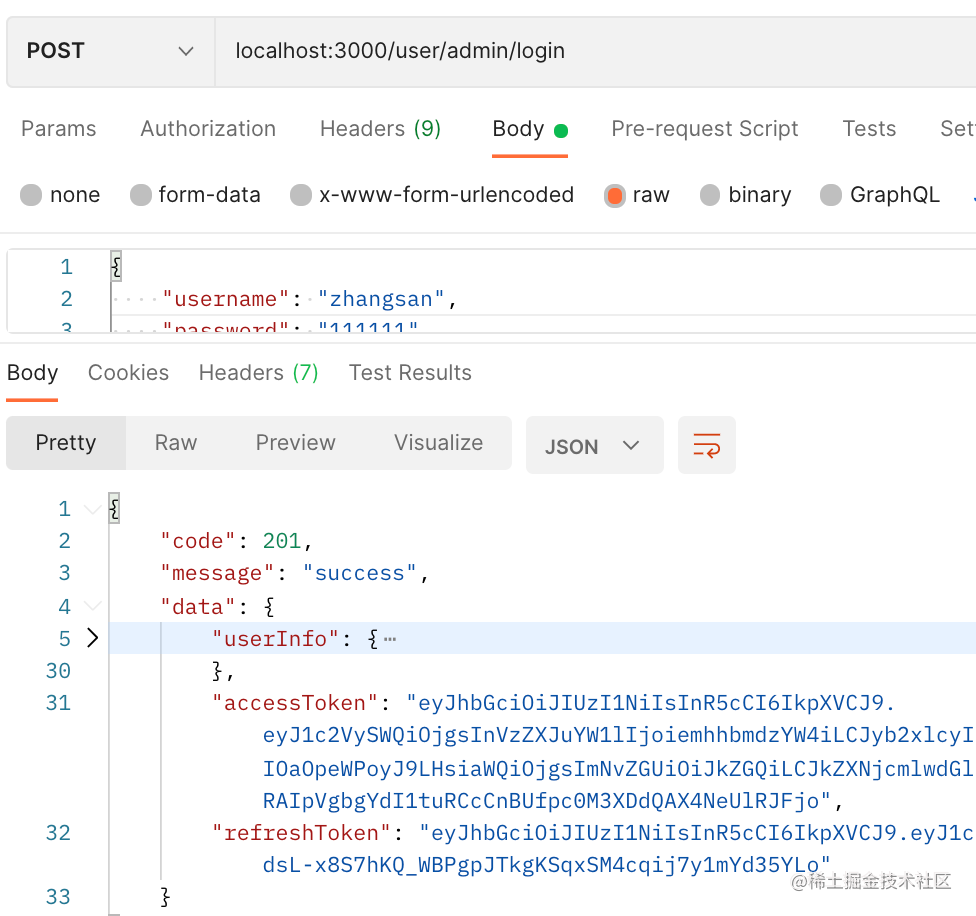 POST localhost:3000/user/admin/login
Params Authorization Headers (9) Body Pre-request Script Tests Set
none form-data x-www-form-urlencoded raw binary GraphQL
1 {
2 "username": "zhangsan",
3 "password": "111111"
Body Cookies Headers (7) Test Results
Pretty Raw Preview Visualize JSON
1 {
2 "code": 201,
3 "message": "success",
4 "data": {
5 "userInfo": {…
30 },
31 "accessToken": "eyJhbGciOiJIUzI1NiIsInR5cCI6IkpXVCJ9.
eyJ1c2VySWQiOjgsInVzZXJuYW1lIjoiemhhbmdzYW4iLCJyb2xlcyI
IOaOpeWPoyJ9LHsiaWQiOjgsImNvZGUiOiJkZGQiLCJkZXNjcmlwdGl
RAIpVgbgYdI1tuRCcCnBUfpc0M3XDdQAX4NeUlRJFjo",
32 "refreshToken": "eyJhbGciOiJIUzI1NiIsInR5cCI6IkpXVCJ9.eyJ1c
dsL-x8S7hKQ_WBPgpJTkgKSqxSM4cqij7y1mYd35YLo"
33 }
@稀土掘金技术社区